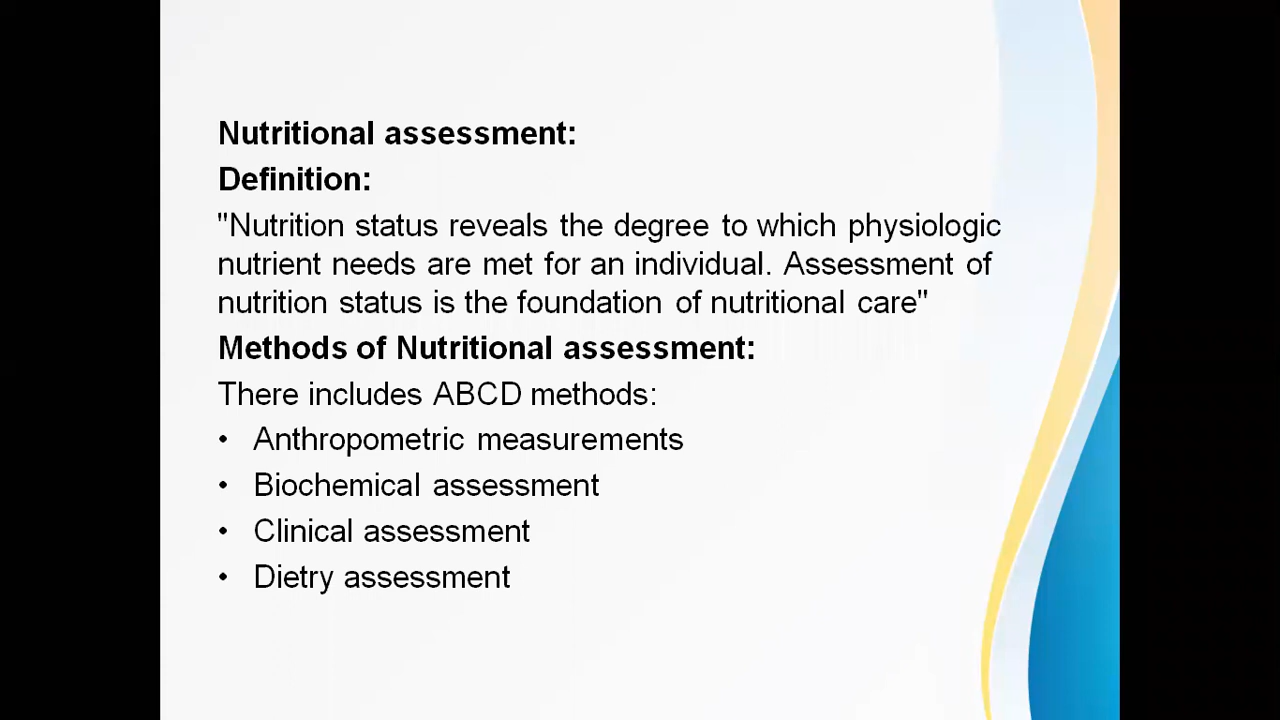 Nutritional assessment:
Definition:
"Nutrition status reveals the degree to which physiologic
nutrient needs are met for an individual. Assessment of
nutrition status is the foundation of nutritional care"
Methods of Nutritional assessment:
There includes ABCD methods:
• Anthropometric measurements
• Biochemical assessment
• Clinical assessment
• Dietry assessment